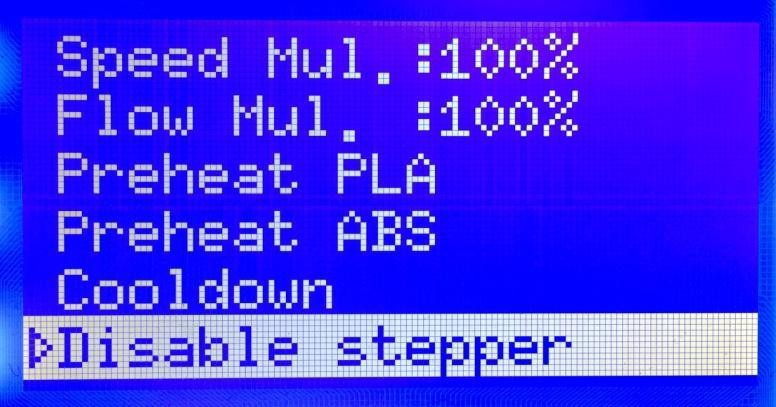 Speed Mul.:100%
Flow Mul. :100%
Preheat PLA
Preheat ABS
Cooldown
Disable stepper